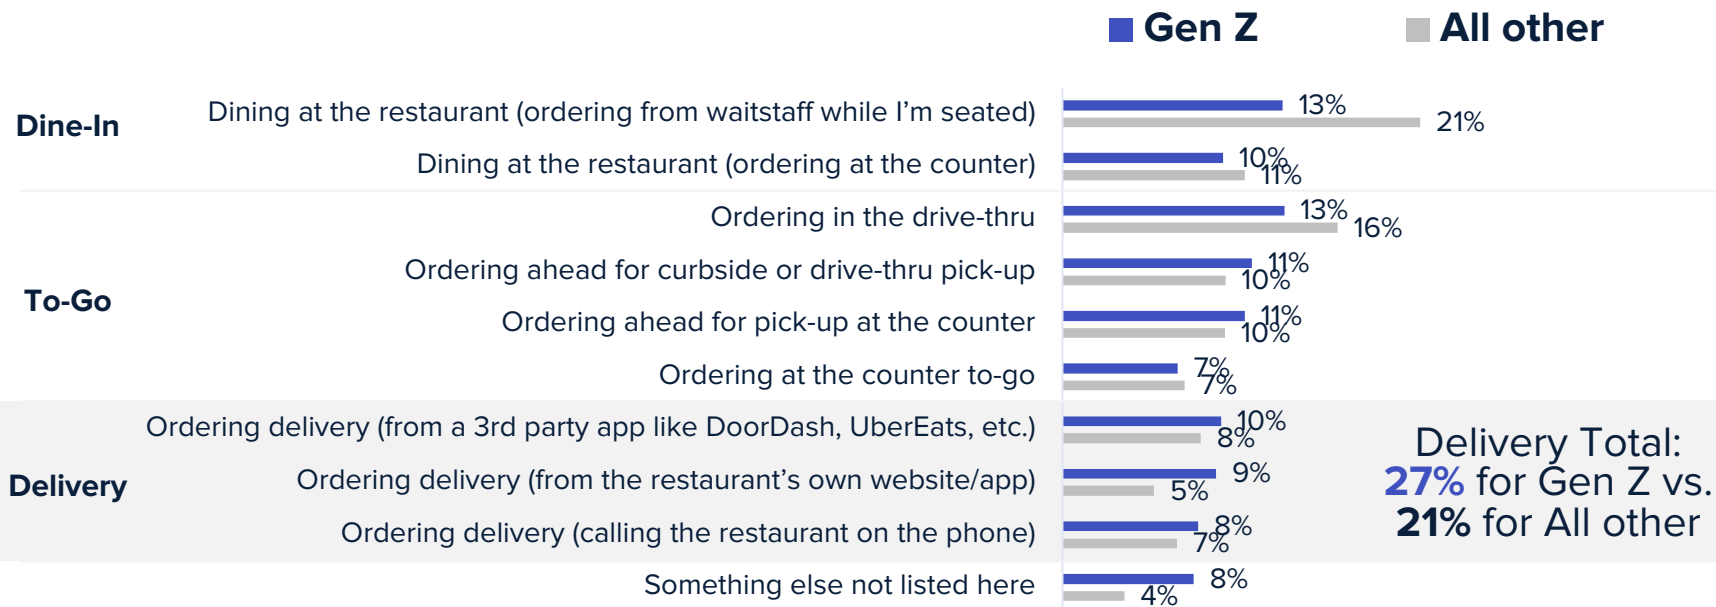 Gen Z
All other
Dine-In
Dining at the restaurant (ordering from waitstaff while I’m seated)
13%
21%
Dining at the restaurant (ordering at the counter)
10%
11%
To-Go
Ordering in the drive-thru
13%
16%
Ordering ahead for curbside or drive-thru pick-up
11%
10%
Ordering ahead for pick-up at the counter
11%
10%
Ordering at the counter to-go
7%
7%
Delivery
Ordering delivery (from a 3rd party app like DoorDash, UberEats, etc.)
10%
8%
Ordering delivery (from the restaurant’s own website/app)
9%
5%
Ordering delivery (calling the restaurant on the phone)
8%
7%
Delivery Total:
27% for Gen Z vs.
21% for All other
Something else not listed here
8%
4%